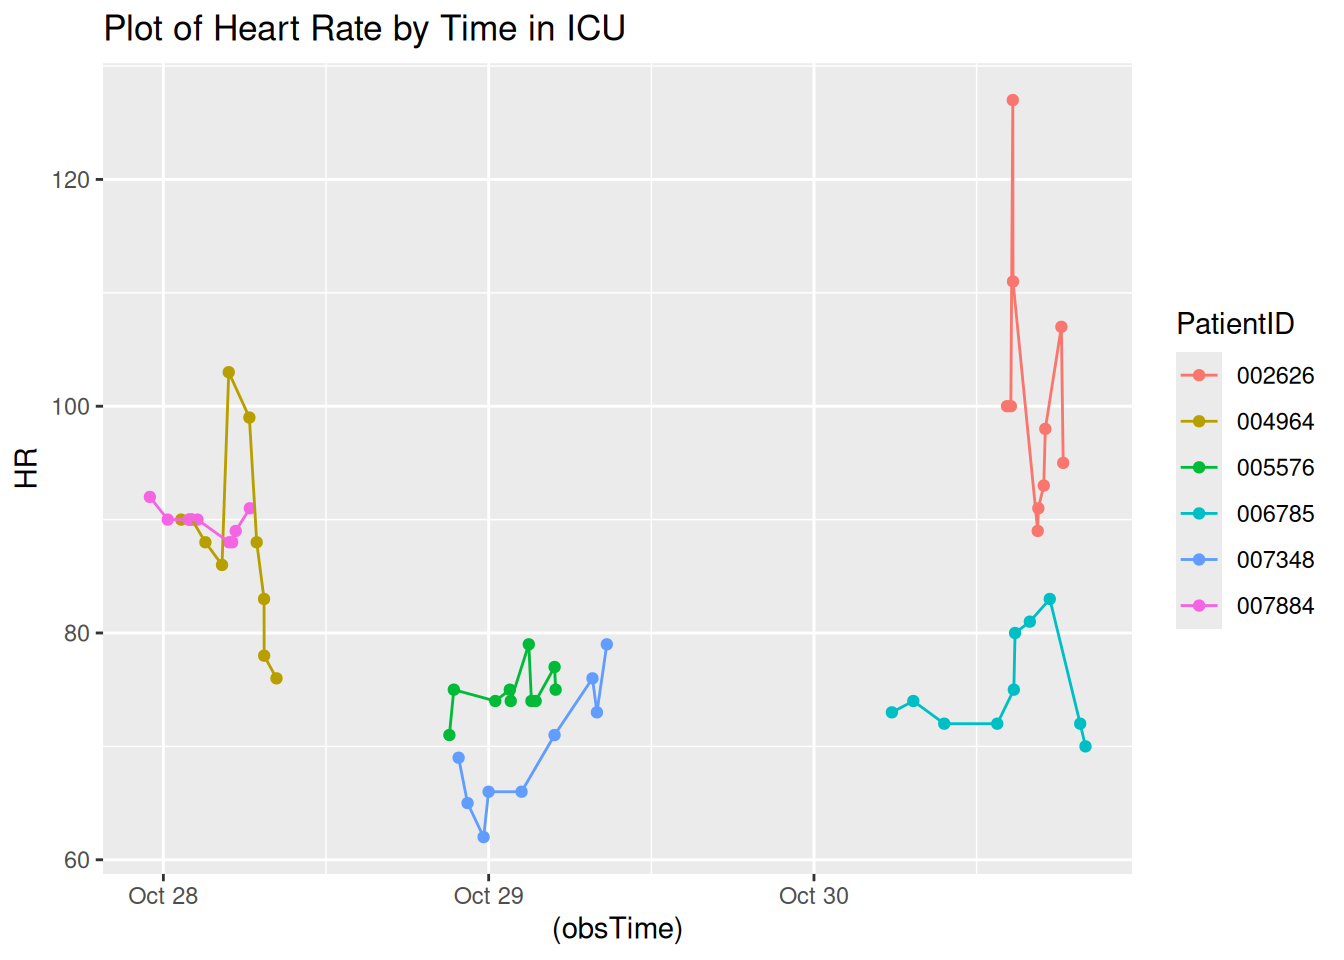 Plot of Heart Rate by Time in ICU
120
100
80
60
HR
Oct 28
Oct 29
Oct 30
(obsTime)
PatientID
002626
004964
005576
006785
007348
007884